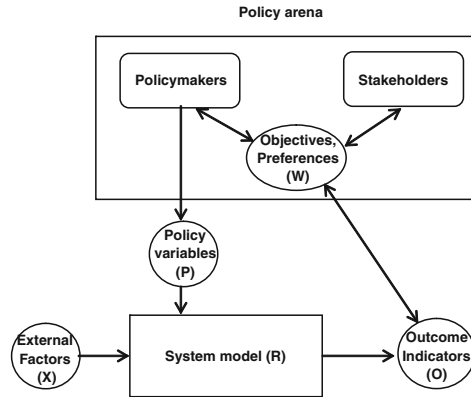 Policy arena
Policymakers
Stakeholders
Objectives,
Preferences
(W)
Policy
variables
(P)
External
Factors
(X)
System model (R)
Outcome
Indicators
(O)